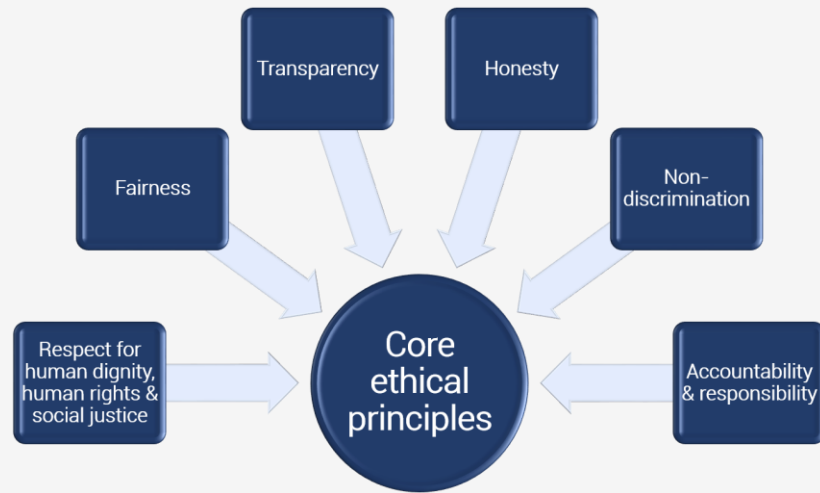 Transparency
Honesty
Fairness
Non-
discrimination
Respect for
human dignity,
human rights &
social justice
Core
ethical
principles
Accountability
& responsibility